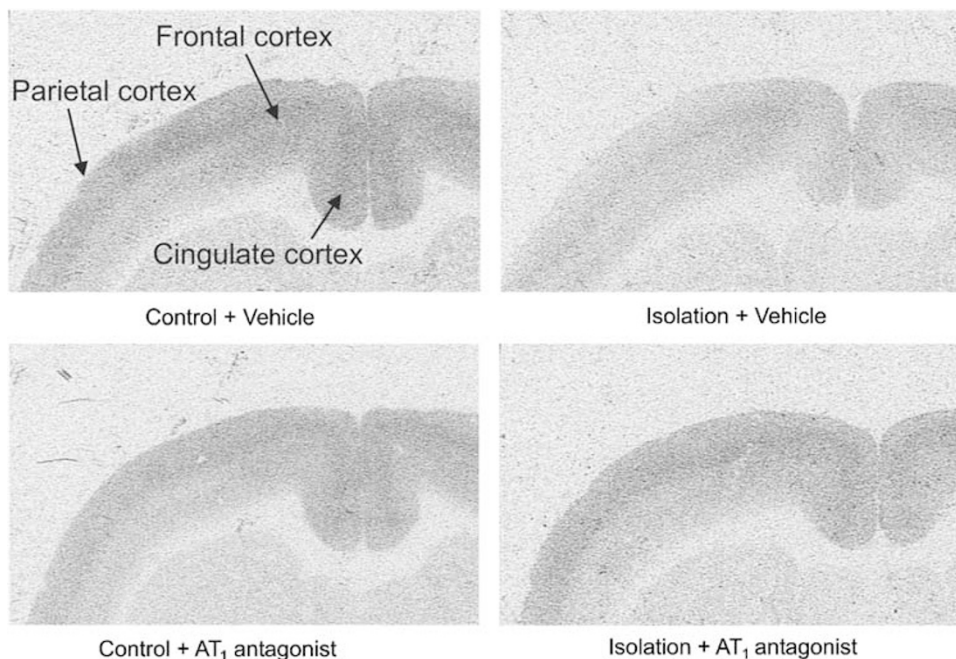 Frontal cortex
Parietal cortex
Cingulate cortex
Control + Vehicle
Isolation + Vehicle
Control + AT₁ antagonist
Isolation + AT₁ antagonist